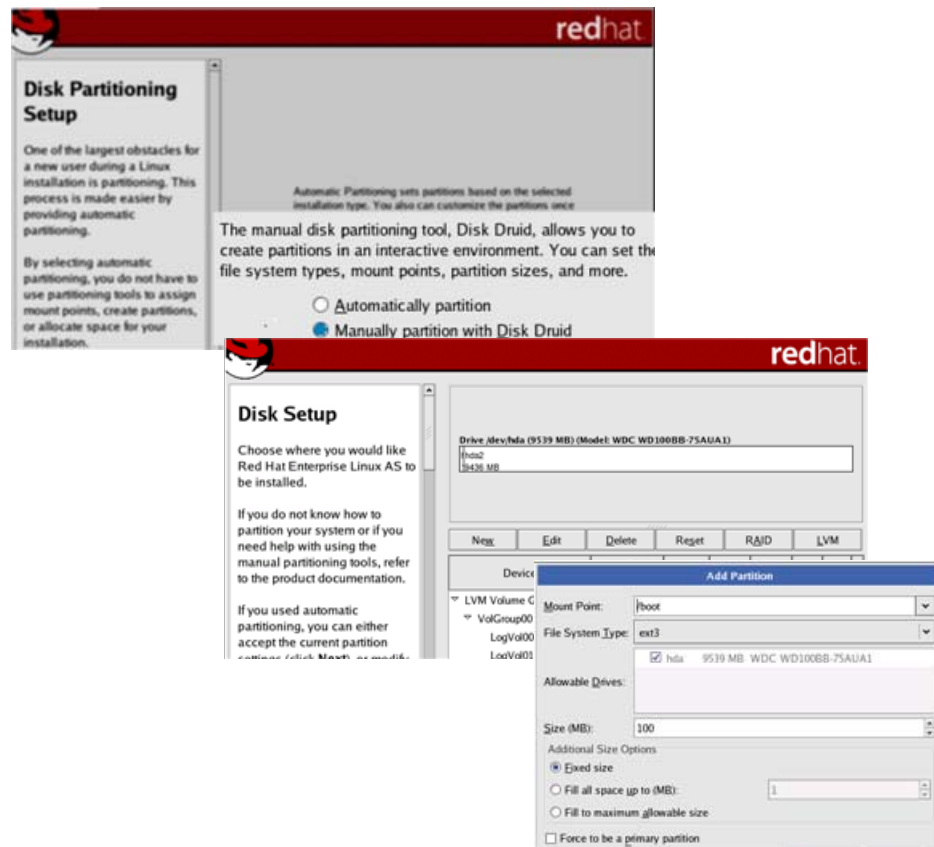 redhat
Disk Partitioning
Setup
One of the largest obstacles for
a new user during a Linux
installation is partitioning. This
process is made easier by
providing automatic
partitioning.
By selecting automatic
partitioning, you do not have to
use partitioning tools to assign
mount points, create partitions,
or allocate space for your
installation.
Automatic Partitioning sets partitions based on the selected
installation type. You also can customize the partitions once
The manual disk partitioning tool, Disk Druid, allows you to
create partitions in an interactive environment. You can set the
file system types, mount points, partition sizes, and more.
Automatically partition
Manually partition with Disk Druid
redhat.
Disk Setup
Choose where you would like
Red Hat Enterprise Linux AS to
be installed.
If you do not know how to
partition your system or if you
need help with using the
manual partitioning tools, refer
to the product documentation.
If you used automatic
partitioning, you can either
accept the current partition
settings (click Next), or modify
Drive /dev/hda (9539 MB) (Model: WDC WD100BB-75AUA1)
hda2
9436 MB
New Edit Delete Reset RAID LVM
Device
LVM Volume G
VolGroup00
LogVol00
LogVol01
Add Partition
Mount Point: /boot
File System Type: ext3
Allowable Drives: hda 9539 MB WDC WD100BB-75AUA1
Size (MB): 100
Additional Size Options
Fixed size
Fill all space up to (MB): 1
Fill to maximum allowable size
Force to be a primary partition